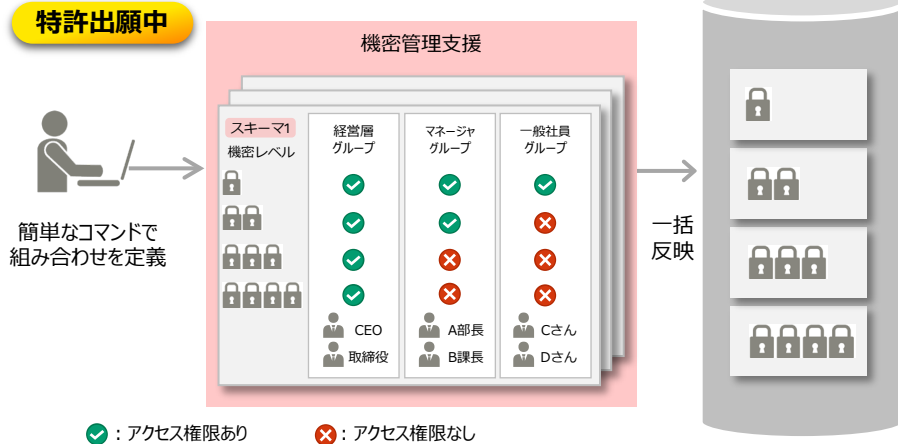 特許出願中
機密管理支援
スキーマ1
機密レベル
経営層
グループ
マネージャ
グループ
一般社員
グループ
CEO
取締役
A部長
B課長
Cさん
Dさん
簡単なコマンドで
組み合わせを定義
一括
反映
：アクセス権限あり
：アクセス権限なし